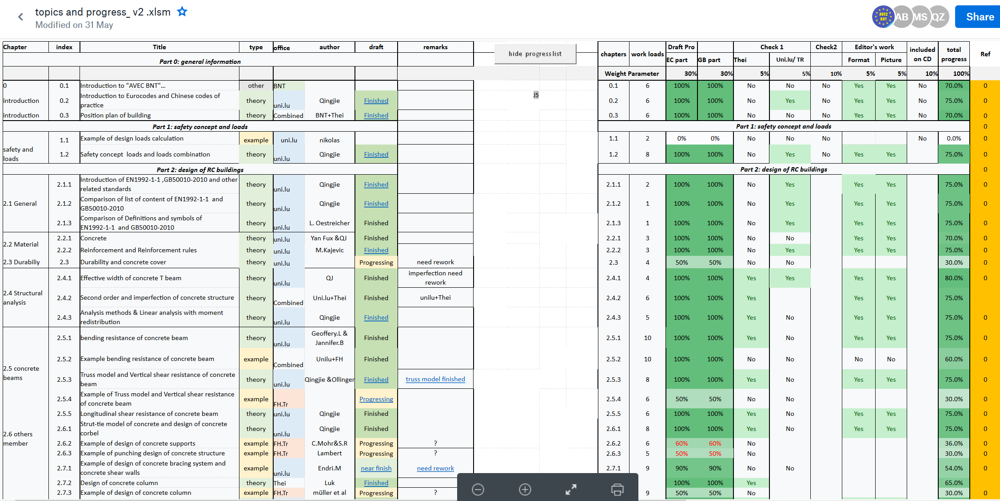 topics and progress_ v2 .xlsm
Modified on 31 May
AVEC BNT AB MS QZ Share
Chapter index Title type office author draft remarks
Part 0: general information
0 0.1 Introduction to "AVEC BNT"... other BNT
introduction 0.2 Introduction to Eurocodes and Chinese codes of practice theory uni.lu Qingjie Finished
introduction 0.3 Position plan of building theory Combined BNT+Thei Finished
Part 1: safety concept and loads
1.1 Example of design loads calculation example uni.lu nikolas
safety and loads 1.2 Safety concept loads and loads combination theory uni.lu Qingjie Finished
Part 2: design of RC buildings
2.1 General
2.1.1 Introduction of EN1992-1-1 ,GB50010-2010 and other related standards theory uni.lu Qingjie Finished
2.1.2 Comparison of list of content of EN1992-1-1 and GB50010-2010 theory uni.lu Qingjie Finished
2.1.3 Comparison of Definitions and symbols of EN1992-1-1 and GB50010-2010 theory uni.lu L. Oestreicher Finished
2.2 Material
2.2.1 Concrete theory uni.lu Yan Fux &QJ Finished
2.2.2 Reinforcement and Reinforcement rules theory uni.lu M.Kajevic Finished
2.3 Durabiliy 2.3 Durability and concrete cover theory uni.lu Progressing need rework
2.4 Structural analysis
2.4.1 Effective width of concrete T beam theory uni.lu QJ Finished imperfection need rework
2.4.2 Second order and imperfection of concrete structure theory Combined Uni.lu+Thei Finished unilu+Thei
2.4.3 Analysis methods & Linear analysis with moment redistribution theory uni.lu Qingjie Finished
2.5 concrete beams
2.5.1 bending resistance of concrete beam theory uni.lu Geoffery.L & Jannifer.B Finished
2.5.2 Example bending resistance of concrete beam example Combined Unilu+FH Finished
2.5.3 Truss model and Vertical shear resistance of concrete beam theory uni.lu Qingjie &Ollinger Finished truss model finished
2.5.4 Example of Truss model and Vertical shear resistance of concrete beam example FH.Tr Progressing
2.5.5 Longitudinal shear resistance of concrete beam theory uni.lu Qingjie Finished
2.6 others member
2.6.1 Strut-tie model of concrete and design of concrete corbel theory uni.lu Qingjie Finished
2.6.2 Example of design of concrete supports example FH.Tr C.Mohr&S.R Progressing ?
2.6.3 Example of punching design of concrete structure example FH.Tr Lambert Progressing ?
2.7.1 Example of design of concrete bracing system and concrete shear walls example uni.lu Endri.M near finish need rework
2.7.2 Design of concrete column theory Thei Luk Finished
2.7.3 Example of design of concrete column example FH.Tr müller et al Progressing ?
hide progress list
J5
chapters work loads Draft Pro Check 1 Check2 Editor's work included on CD total progress Ref
EC part GB part Thei Uni.lu/ TR Format Picture
Weight Parameter 30% 30% 5% 5% 10% 5% 5% 10% 100%
0.1 6 100% 100% No No No Yes Yes No 70.0% 0
0.2 6 100% 100% No Yes No Yes Yes No 75.0% 0
0.3 6 100% 100% No No No Yes Yes No 70.0% 0
Part 1: safety concept and loads 0
1.1 2 0% 0% No No No No 0.0% 0
1.2 8 100% 100% No Yes No Yes Yes 75.0% 0
Part 2: design of RC buildings 0
2.1.1 2 100% 100% No Yes Yes Yes 75.0% 0
2.1.2 1 100% 100% No Yes Yes Yes 75.0% 0
2.1.3 1 100% 100% No Yes Yes Yes 75.0% 0
2.2.1 3 100% 100% No No Yes Yes 70.0% 0
2.2.2 3 100% 100% No Yes Yes Yes 75.0% 0
2.3 4 50% 50% No No 30.0% 0
2.4.1 4 100% 100% Yes Yes Yes Yes 80.0% 0
2.4.2 6 100% 100% Yes Yes Yes 75.0%
2.4.3 5 100% 100% Yes No Yes Yes 75.0% 0
2.5.1 10 100% 100% Yes No Yes Yes 75.0% 0
2.5.2 10 100% 100% No No No No 60.0% 0
2.5.3 8 100% 100% Yes No Yes Yes 75.0% 0
2.5.4 6 50% 50% No No 30.0% 0
2.5.5 6 100% 100% Yes No Yes Yes 75.0% 0
2.6.1 8 100% 100% Yes No Yes Yes 75.0% 0
2.6.2 6 60% 60% No 36.0% 0
2.6.3 5 50% 50% No 30.0% 0
2.7.1 9 90% 90% No No 54.0% 0
100% 100% Yes 65.0%
9 50% 50% No 30.0% 0